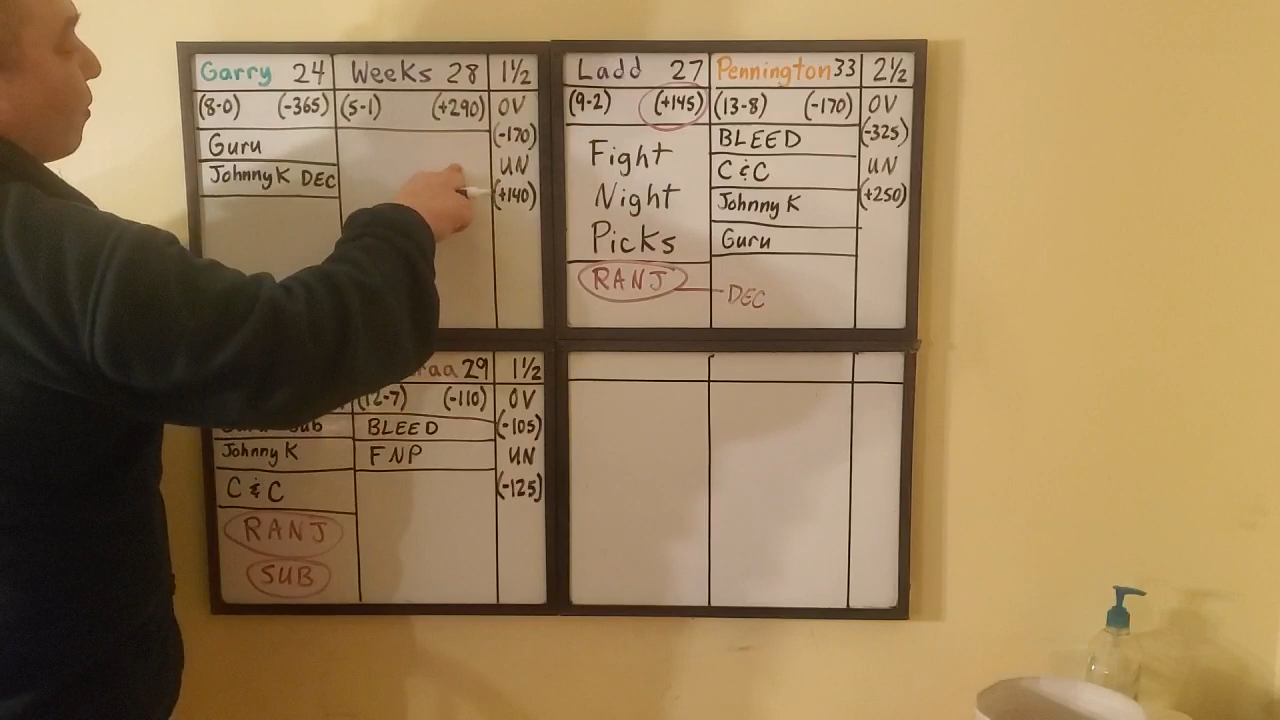 Garry 24 Weeks 28 1½
(8-0) (-365) (5-1) (+290) OV
(-170)
Guru
UN
Johnny K DEC
(+140)
Ladd 27 Pennington 33 2½
(9-2) (+145) (13-8) (-170) OV
(-325)
Fight
Night
Picks
BLEED
C & C
UN
(+250)
Johnny K
Guru
RANJ
DEC
raa 29 1½
(12-7) (-110) OV
Sub BLEED (-105)
Johnny K FNP UN
C & C (-125)
RANJ
SUB